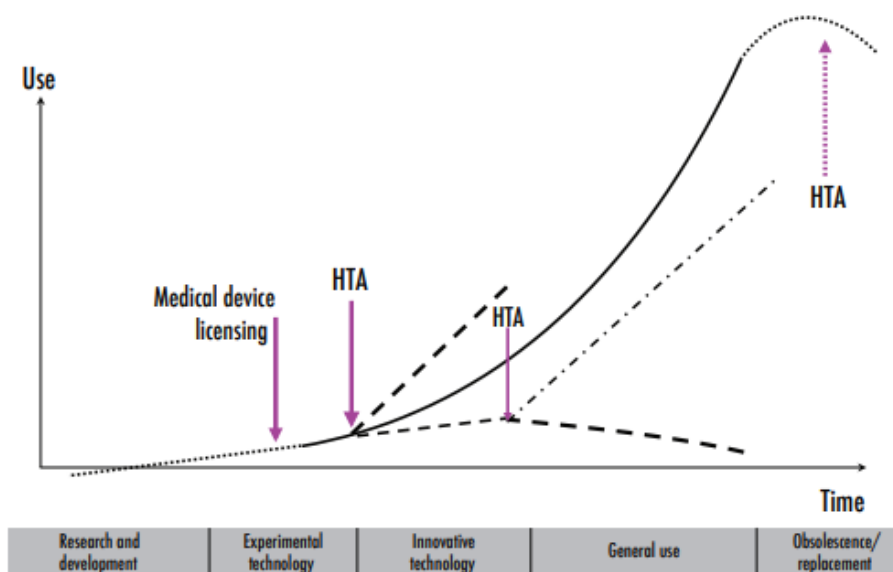 Use
HTA
Medical device
licensing
HTA
HTA
Time
Research and
development
Experimental
technology
Innovative
technology
General use
Obsolescence/
replacement